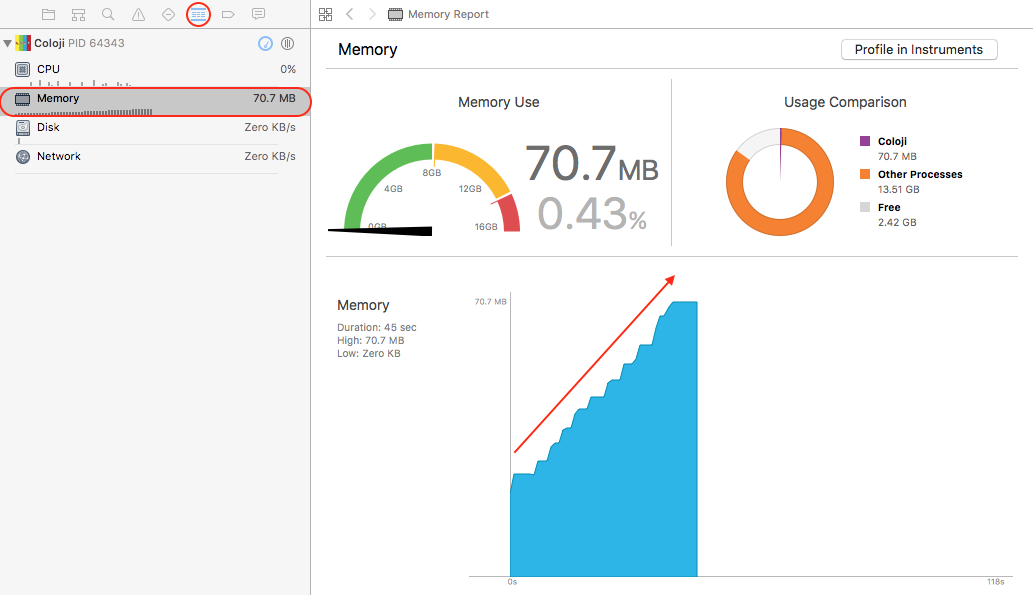 Memory Report
Coloji PID 64343
CPU 0%
Memory 70.7 MB
Disk Zero KB/s
Network Zero KB/s
Memory
Profile in Instruments
Memory Use
0GB
4GB
8GB
12GB
16GB
70.7MB
0.43%
Usage Comparison
Coloji
70.7 MB
Other Processes
13.51 GB
Free
2.42 GB
Memory
Duration: 45 sec
High: 70.7 MB
Low: Zero KB
70.7 MB
0s
118s